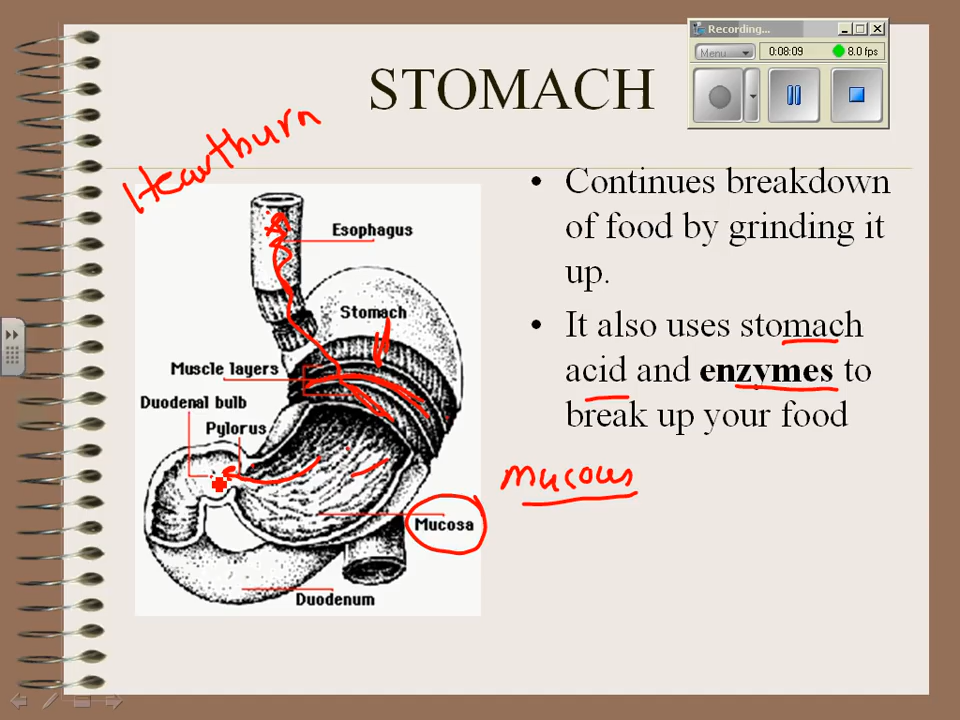 Recording...
Menu
0:08:09
8.0 fps
STOMACH
Heartburn
• Continues breakdown
of food by grinding it
up.
• It also uses stomach
acid and enzymes to
break up your food
mucous
Esophagus
Stomach
Muscle layers
Duodenal bulb
Pylorus
Mucosa
Duodenum